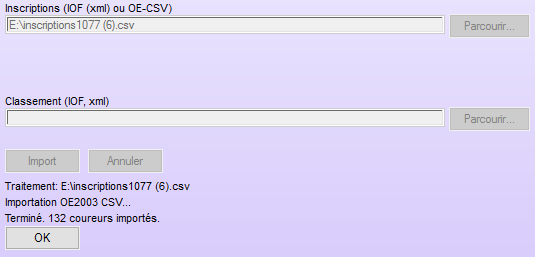 Inscriptions (IOF (xml) ou OE-CSV)
E:\inscriptions1077 (6).csv
Parcourir...
Classement (IOF, xml)
Parcourir...
Import
Annuler
Traitement: E:\inscriptions1077 (6).csv
Importation OE2003 CSV...
Terminé. 132 coureurs importés.
OK